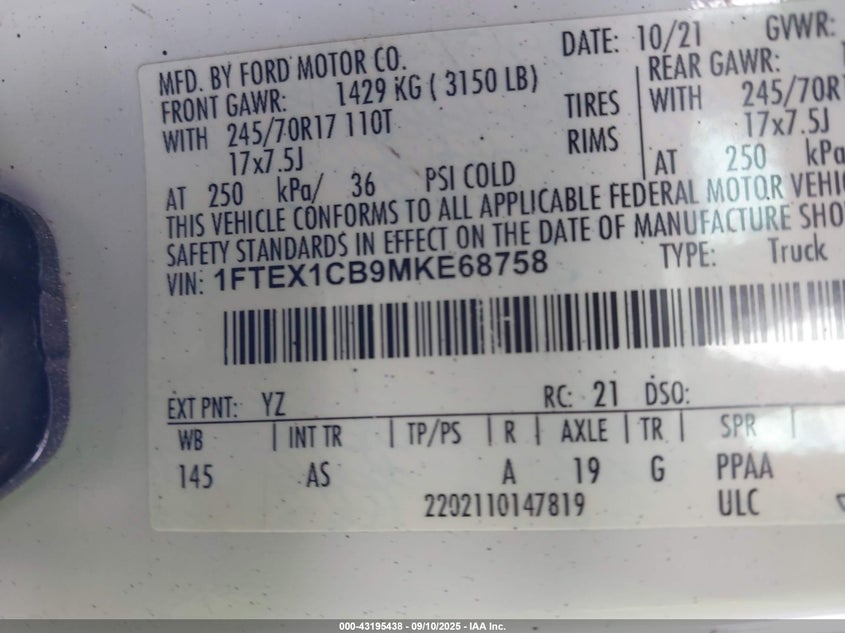 MFD. BY FORD MOTOR CO. DATE: 10/21 GVWR:
FRONT GAWR: 1429 KG ( 3150 LB) REAR GAWR:
WITH 245/70R17 110T TIRES WITH 245/70R17
17x7.5J RIMS 17x7.5J
AT 250 kPa/ 36 PSI COLD AT 250 kPa
THIS VEHICLE CONFORMS TO ALL APPLICABLE FEDERAL MOTOR
SAFETY STANDARDS IN EFFECT ON THE DATE OF MANUFACTURE
VIN: 1FTEX1CB9MKE68758 TYPE: Truck
EXT PNT: YZ RC: 21 DSO:
WB | INT TR | TP/PS | R | AXLE | TR | SPR
145 AS A 19 G PPAA
2202110147819 ULC
000-43195438 - 09/10/2025 - IAA Inc.